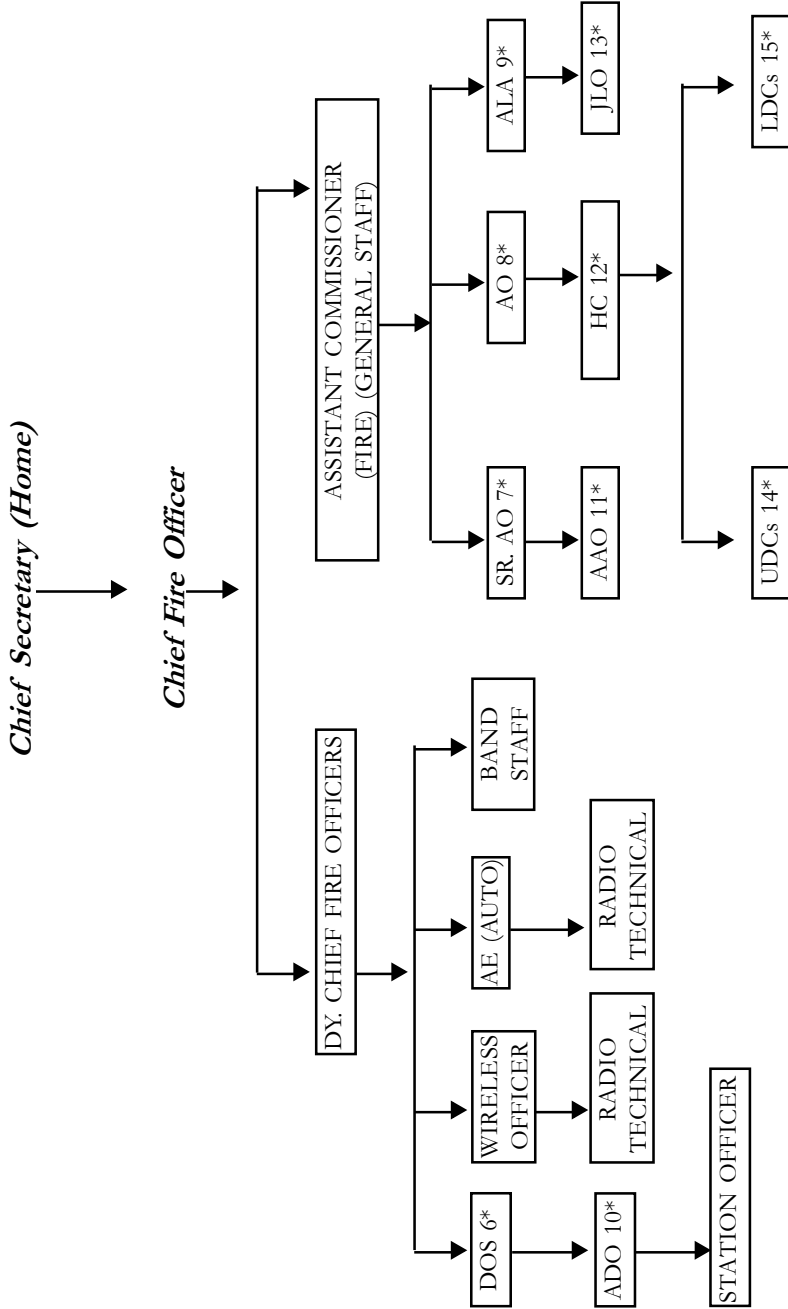 Chief Secretary (Home)
Chief Fire Officer
DY. CHIEF FIRE OFFICERS
ASSISTANT COMMISSIONER
(FIRE) (GENERAL STAFF)
DOS 6*
WIRELESS
OFFICER
AE (AUTO)
BAND
STAFF
SR. AO 7*
AO 8*
ALA 9*
ADO 10*
RADIO
TECHNICAL
RADIO
TECHNICAL
AAO 11*
HC 12*
JLO 13*
STATION OFFICER
UDCs 14*
LDCs 15*